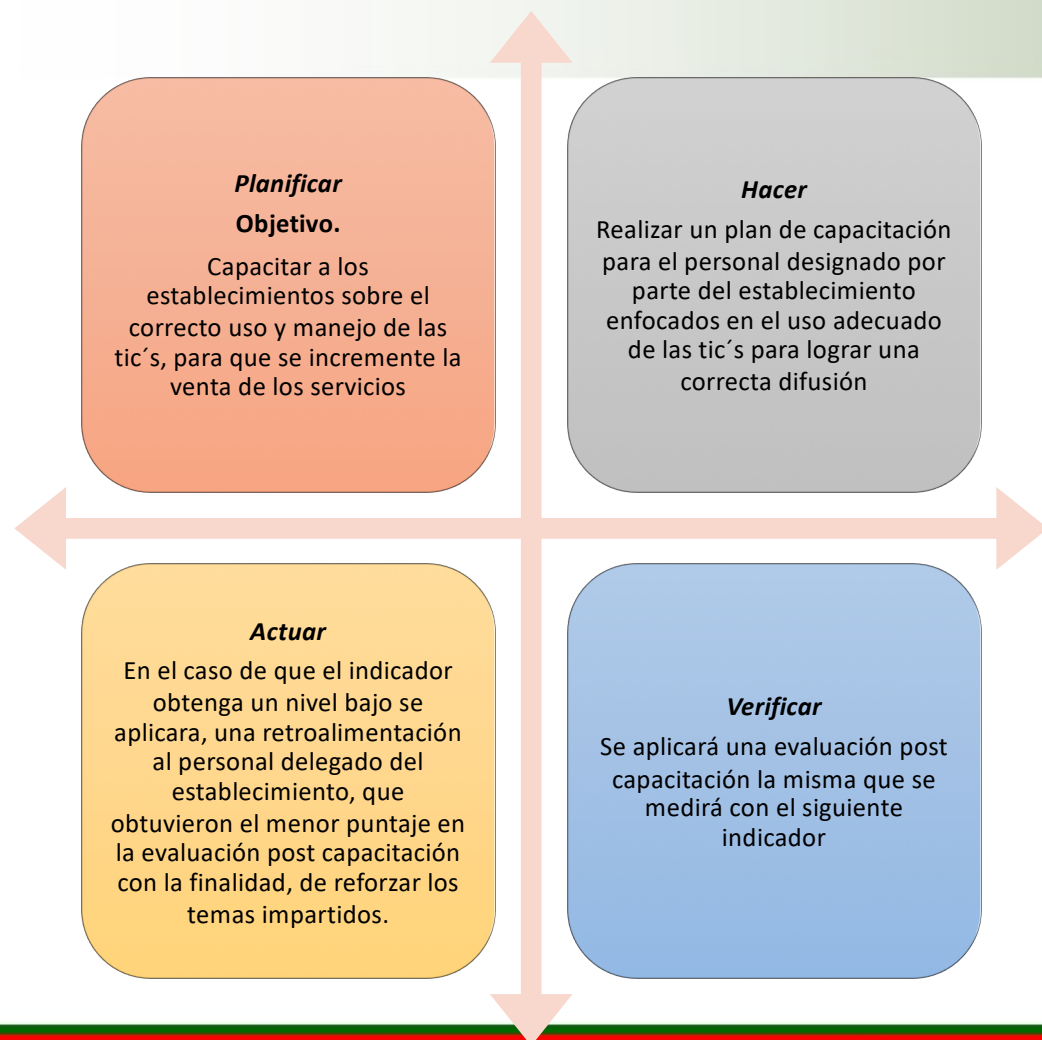 Planificar
Objetivo.
Capacitar a los
establecimientos sobre el
correcto uso y manejo de las
tic´s, para que se incremente la
venta de los servicios
Hacer
Realizar un plan de capacitación
para el personal designado por
parte del establecimiento
enfocados en el uso adecuado
de las tic´s para lograr una
correcta difusión
Actuar
En el caso de que el indicador
obtenga un nivel bajo se
aplicara, una retroalimentación
al personal delegado del
establecimiento, que
obtuvieron el menor puntaje en
la evaluación post capacitación
con la finalidad, de reforzar los
temas impartidos.
Verificar
Se aplicará una evaluación post
capacitación la misma que se
medirá con el siguiente
indicador